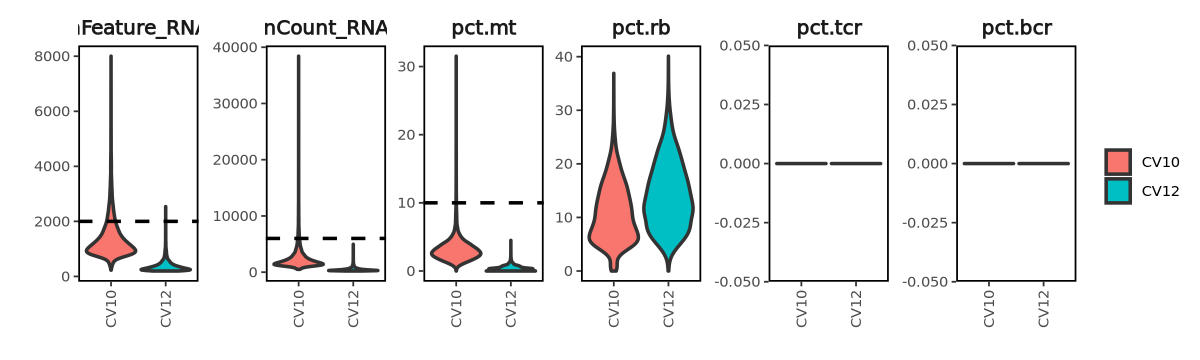 nFeature_RNA
nCount_RNA
pct.mt
pct.rb
pct.tcr
pct.bcr
8000
6000
4000
2000
0
40000
30000
20000
10000
0
30
20
10
0
40
30
20
10
0
0.050
0.025
0.000
-0.025
-0.050
0.050
0.025
0.000
-0.025
-0.050
CV10
CV12
CV10
CV12
CV10
CV12
CV10
CV12
CV10
CV12
CV10
CV12
CV10
CV12